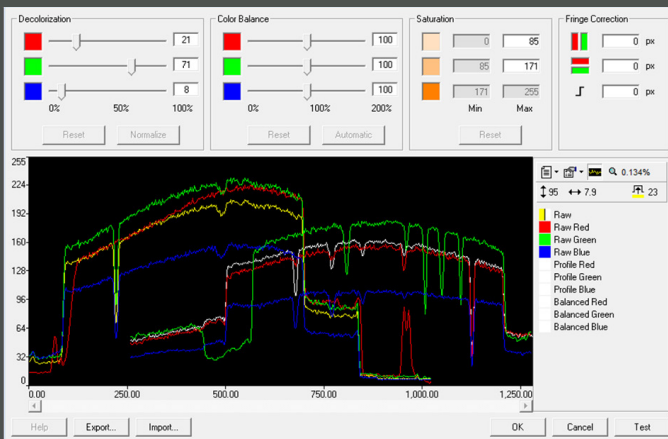 Decolorization
21
71
8
0% 50% 100%
Reset Normalize
Color Balance
100
100
100
0% 100% 200%
Reset Automatic
Saturation
0 85
85 171
171 255
Min Max
Reset
Fringe Correction
0 px
0 px
0 px
255
224
192
160
128
96
64
32
0
0.00 250.00 500.00 750.00 1,000.00 1,250.00
0.134%
95 7.9 23
Raw
Raw Red
Raw Green
Raw Blue
Profile Red
Profile Green
Profile Blue
Balanced Red
Balanced Green
Balanced Blue
Help Export... Import... OK Cancel Test